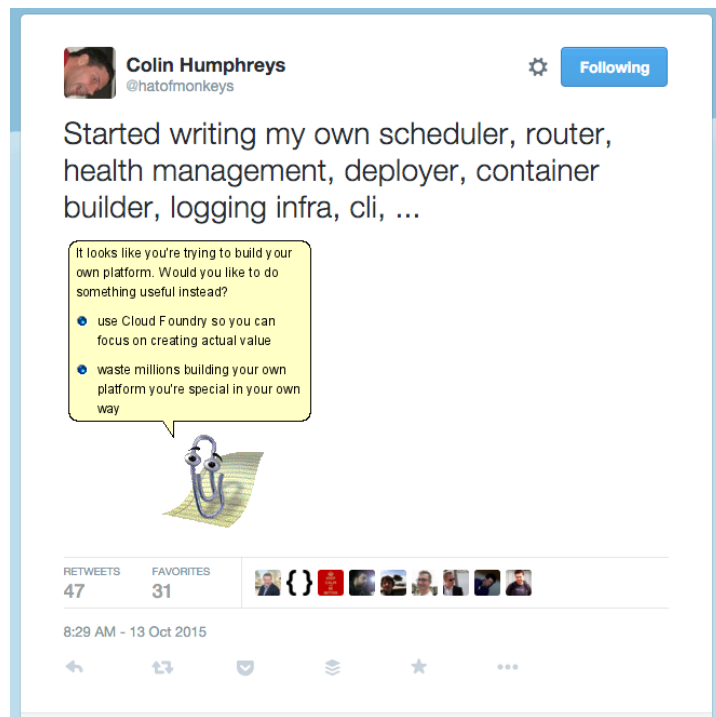 Colin Humphreys
@hatofmonkeys
Following
Started writing my own scheduler, router,
health management, deployer, container
builder, logging infra, cli, ...
It looks like you're trying to build your
own platform. Would you like to do
something useful instead?
use Cloud Foundry so you can
focus on creating actual value
waste millions building your own
platform you're special in your own
way
RETWEETS
47
FAVORITES
31
8:29 AM - 13 Oct 2015